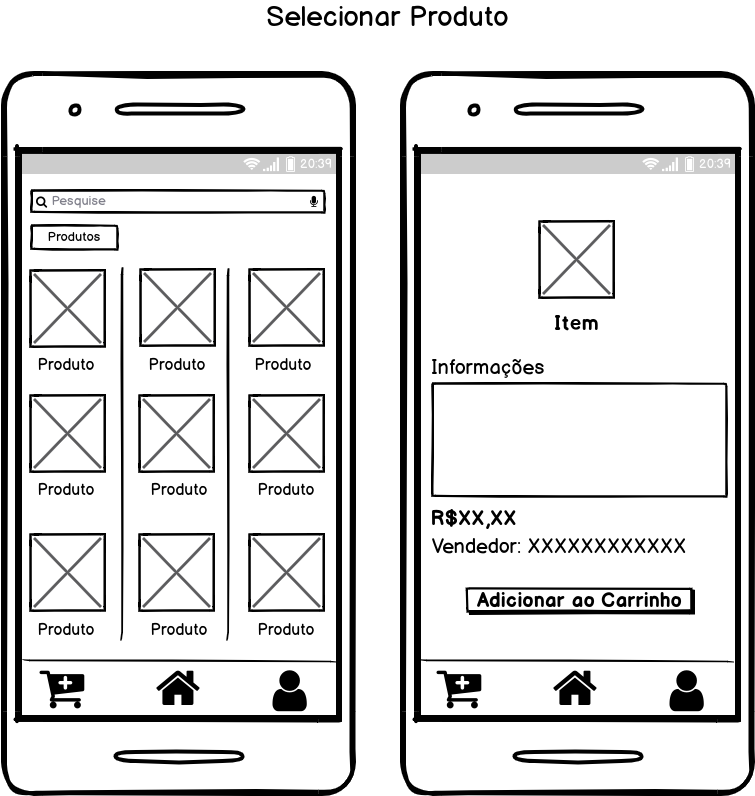 Selecionar Produto
20:39
Pesquise
Produtos
Produto Produto Produto
Produto Produto Produto
Produto Produto Produto
20:39
Item
Informações
R$XX,XX
Vendedor: XXXXXXXXXXXX
Adicionar ao Carrinho